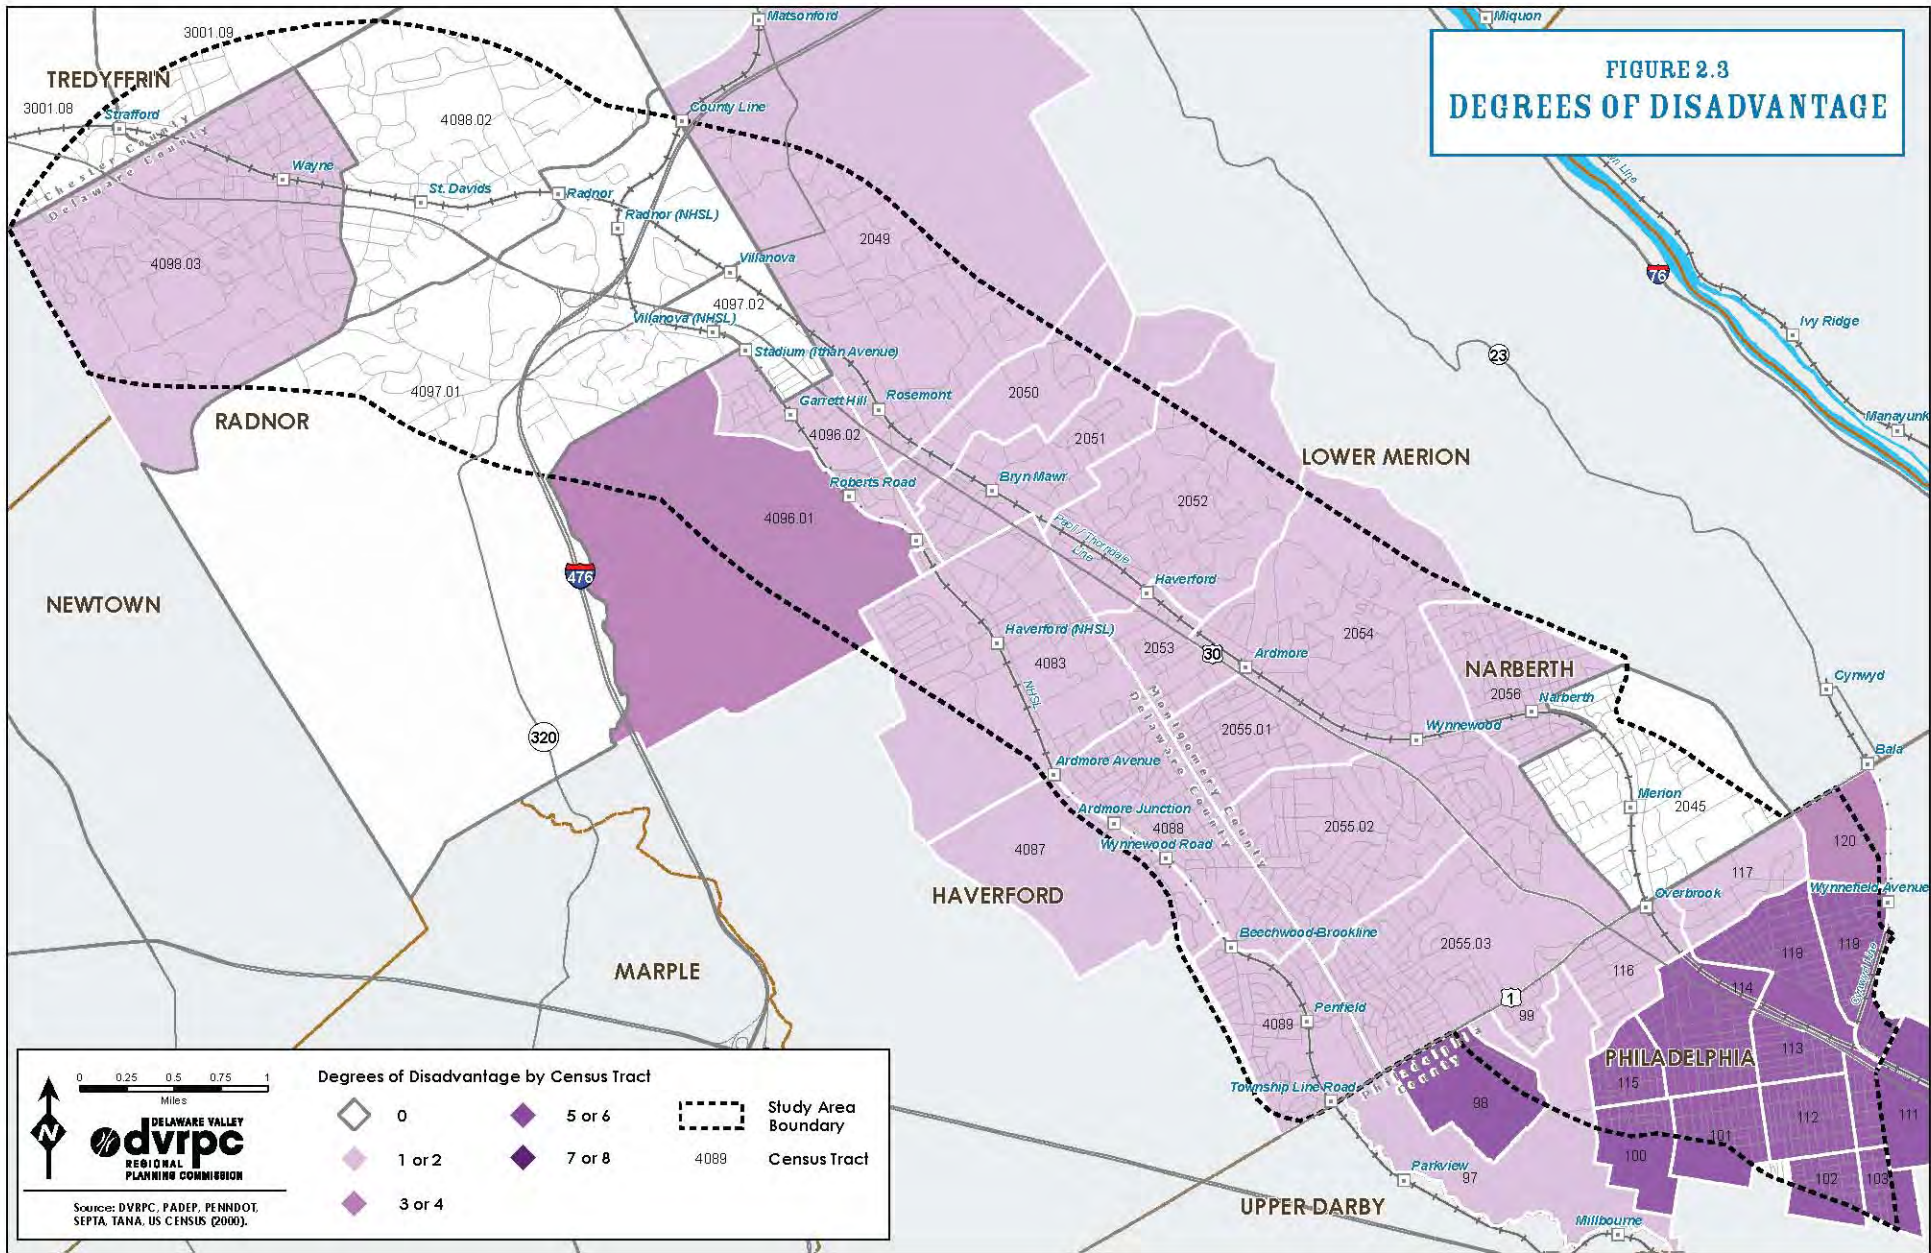 FIGURE 2.3
DEGREES OF DISADVANTAGE
3001.09
Matsonford
Miquon
TREDYFFRIN
3001.08
Strafford
County Line
4098.02
Chester County
Delaware County
Wayne
St. Davids
Radnor
Radnor (NHSL)
2049
4098.03
Villanova
76
4097.02
Villanova (NHSL)
Ivy Ridge
Stadium (Ithan Avenue)
23
4097.01
2050
Rosemont
Garrett Hill
Manayunk
RADNOR
4096.02
2051
LOWER MERION
Bryn Mawr
Roberts Road
2052
4096.01
Paoli / Thorndale
Line
476
Haverford
NEWTOWN
Haverford (NHSL)
2054
2053
30
Ardmore
4083
NARBERTH
Cynwyd
NHSL
Montgomery County
Delaware County
2056
Narberth
320
2055.01
Wynnewood
Bala
Ardmore Avenue
Ardmore Junction
Merion
2045
4088
2055.02
Wynnewood Road
120
4087
117
HAVERFORD
Overbrook
Wynnefield Avenue
Beechwood-Brookline
2055.03
118
119
MARPLE
116
Cynwyd Line
114
1
4089
Penfield
99
PHILADELPHIA
113
Philadelphia
County
115
Township Line Road
98
112
111
101
100
Parkview
97
102
103
UPPER DARBY
Millbourne
0 0.25 0.5 0.75 1
Miles
N
DELAWARE VALLEY
dvrpc
REGIONAL
PLANNING COMMISSION
Source: DVRPC, PADEP, PENNDOT,
SEPTA, TANA, US CENSUS (2000).
Degrees of Disadvantage by Census Tract
0
1 or 2
3 or 4
5 or 6
7 or 8
Study Area
Boundary
4089 Census Tract